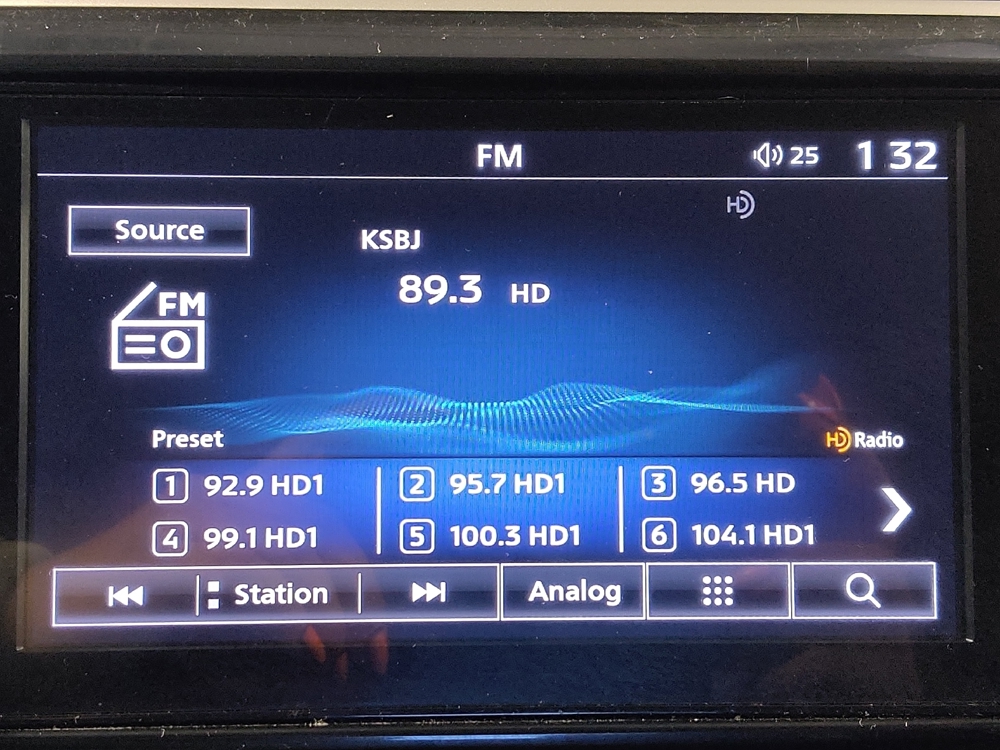 FM 25 1 32
HD
Source
KSBJ
89.3 HD
FM
Preset
HD Radio
1 92.9 HD1 2 95.7 HD1 3 96.5 HD
4 99.1 HD1 5 100.3 HD1 6 104.1 HD1
Station Analog